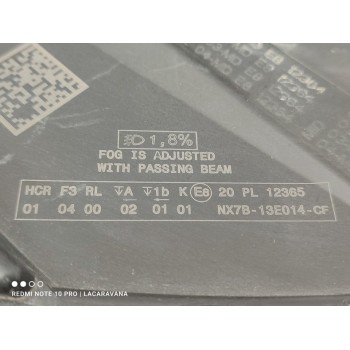 1,8%
FOG IS ADJUSTED
WITH PASSING BEAM
HCR F3 RL A 1b K E8 20 PL 12365
01 04 00 02 01 01 NX7B-13E014-CF
REDMI NOTE 10 PRO | LACARAVANA